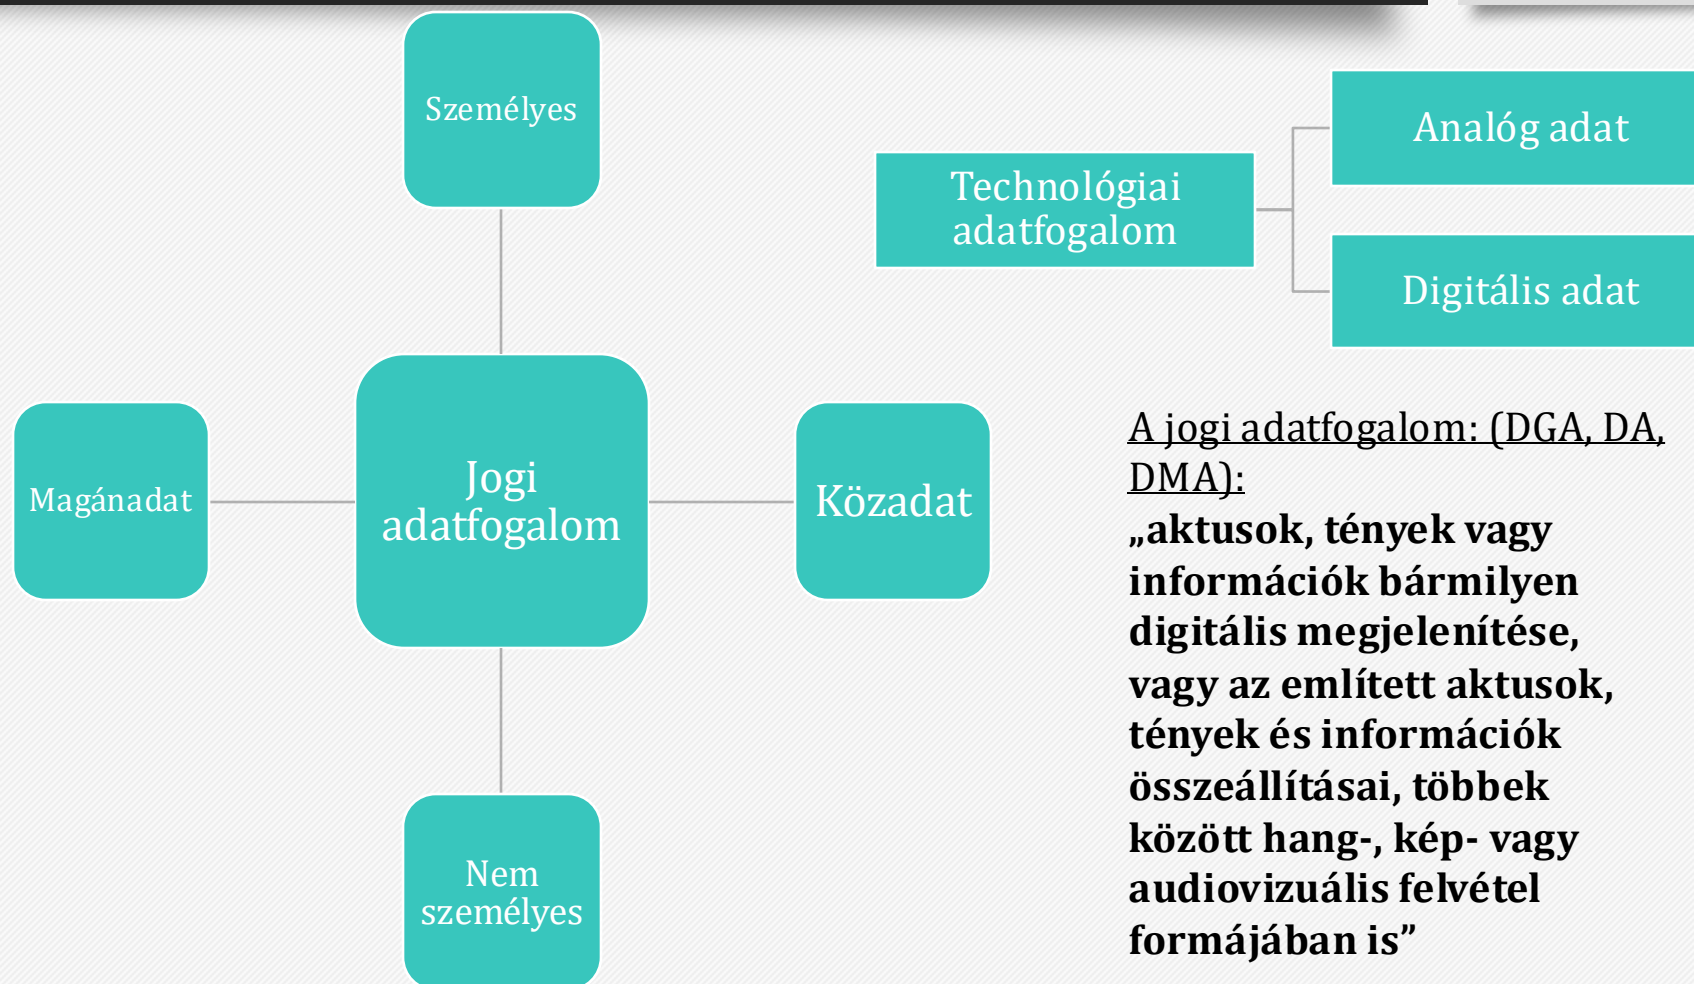 Személyes
Magánadat
Jogi
adatfogalom
Közadat
Nem
személyes
Technológiai
adatfogalom
Analóg adat
Digitális adat
A jogi adatfogalom: (DGA, DA,
DMA):
„aktusok, tények vagy
információk bármilyen
digitális megjelenítése,
vagy az említett aktusok,
tények és információk
összeállításai, többek
között hang-, kép- vagy
audiovizuális felvétel
formájában is”